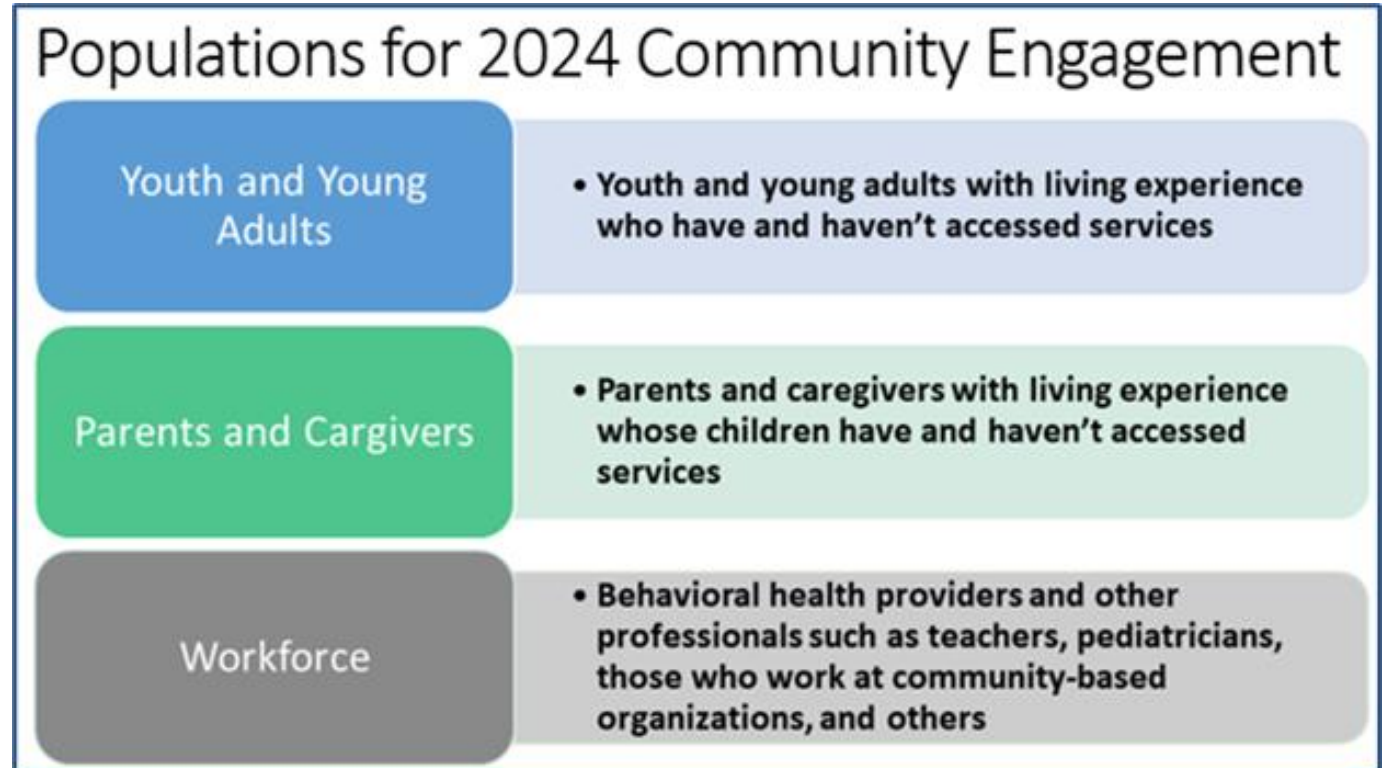 Populations for 2024 Community Engagement
Youth and Young
Adults
• Youth and young adults with living experience
who have and haven’t accessed services
Parents and Cargivers
• Parents and caregivers with living experience
whose children have and haven’t accessed
services
Workforce
• Behavioral health providers and other
professionals such as teachers, pediatricians,
those who work at community-based
organizations, and others